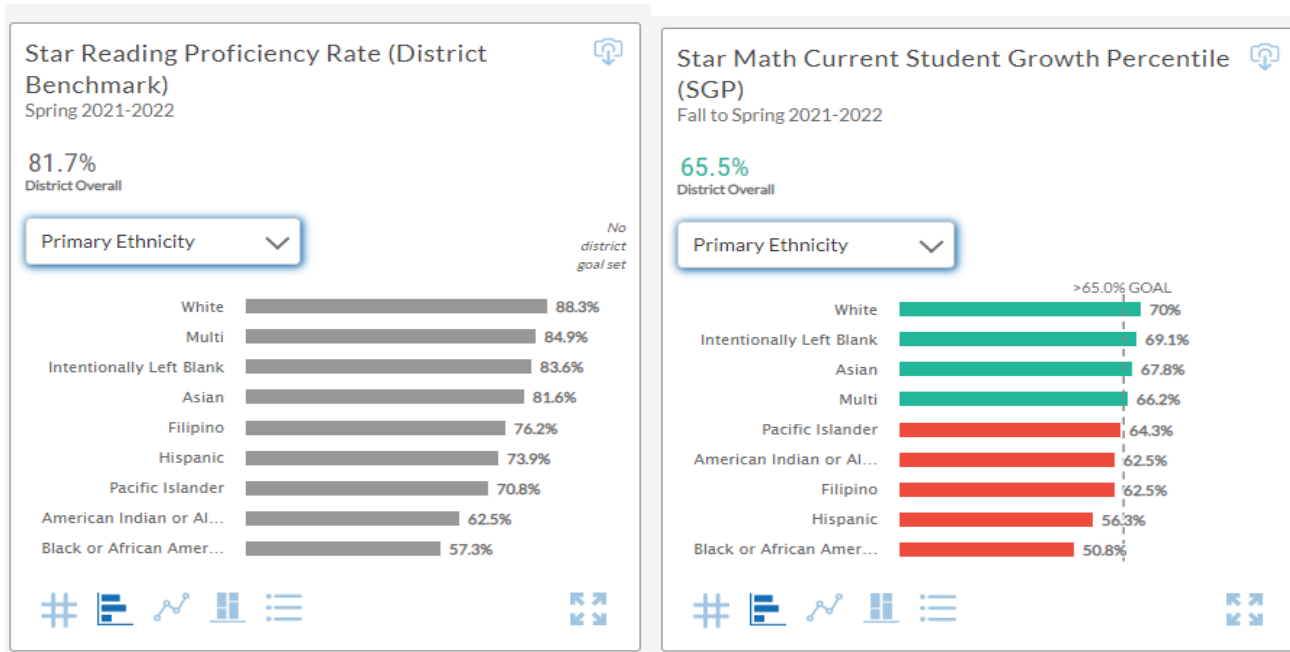 Star Reading Proficiency Rate (District
Benchmark)
Spring 2021-2022
81.7%
District Overall
Primary Ethnicity
No
district
goal set
White 88.3%
Multi 84.9%
Intentionally Left Blank 83.6%
Asian 81.6%
Filipino 76.2%
Hispanic 73.9%
Pacific Islander 70.8%
American Indian or Al... 62.5%
Black or African Amer... 57.3%
Star Math Current Student Growth Percentile
(SGP)
Fall to Spring 2021-2022
65.5%
District Overall
Primary Ethnicity
>65.0% GOAL
White 70%
Intentionally Left Blank 69.1%
Asian 67.8%
Multi 66.2%
Pacific Islander 64.3%
American Indian or Al... 62.5%
Filipino 62.5%
Hispanic 56.3%
Black or African Amer... 50.8%